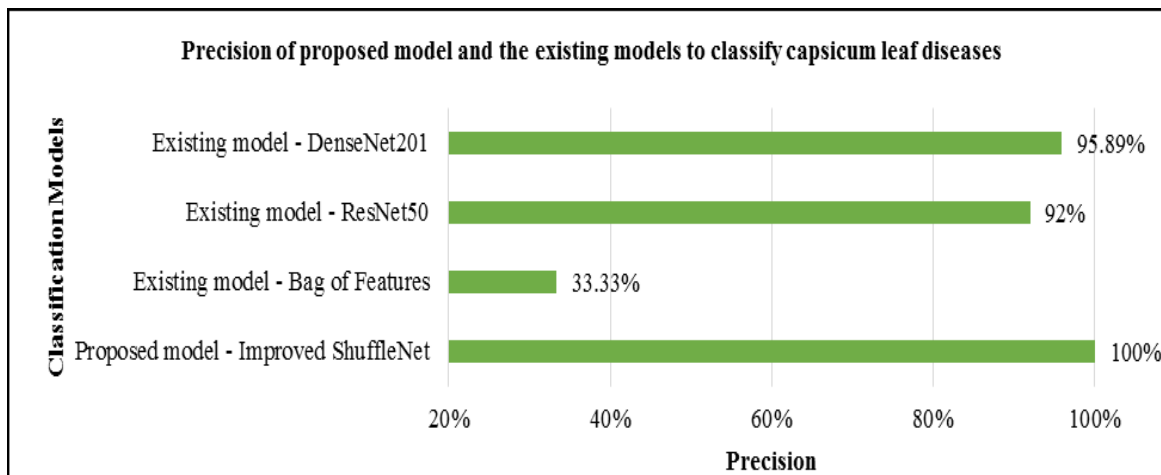 Precision of proposed model and the existing models to classify capsicum leaf diseases
Classification Models
Existing model - DenseNet201
95.89%
Existing model - ResNet50
92%
Existing model - Bag of Features
33.33%
Proposed model - Improved ShuffleNet
100%
20%
40%
60%
80%
100%
Precision